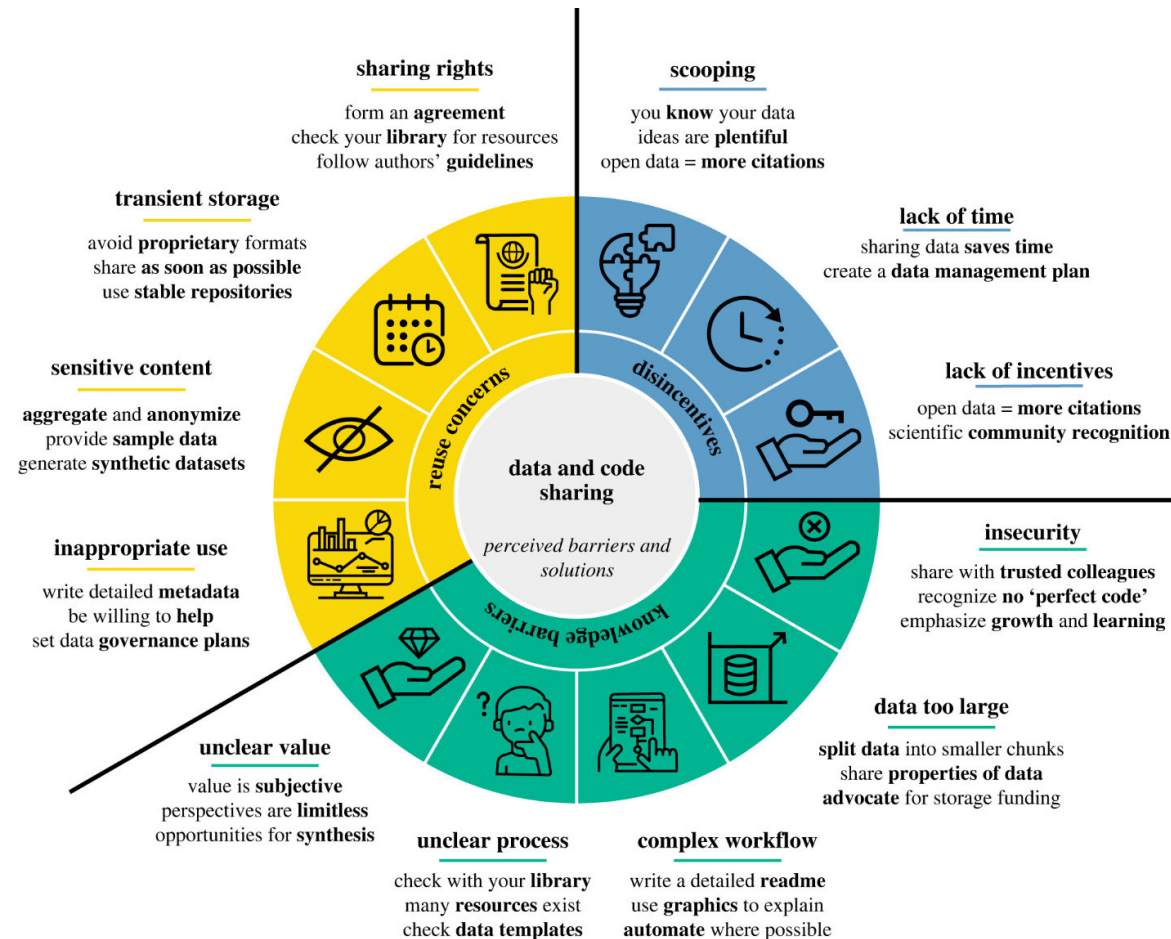 sharing rights
form an agreement
check your library for resources
follow authors’ guidelines
scooping
you know your data
ideas are plentiful
open data = more citations
transient storage
avoid proprietary formats
share as soon as possible
use stable repositories
lack of time
sharing data saves time
create a data management plan
sensitive content
aggregate and anonymize
provide sample data
generate synthetic datasets
lack of incentives
open data = more citations
scientific community recognition
reuse concerns
disincentives
data and code
sharing
perceived barriers and
solutions
knowledge barriers
inappropriate use
write detailed metadata
be willing to help
set data governance plans
insecurity
share with trusted colleagues
recognize no ‘perfect code’
emphasize growth and learning
?
unclear value
value is subjective
perspectives are limitless
opportunities for synthesis
data too large
split data into smaller chunks
share properties of data
advocate for storage funding
unclear process
check with your library
many resources exist
check data templates
complex workflow
write a detailed readme
use graphics to explain
automate where possible